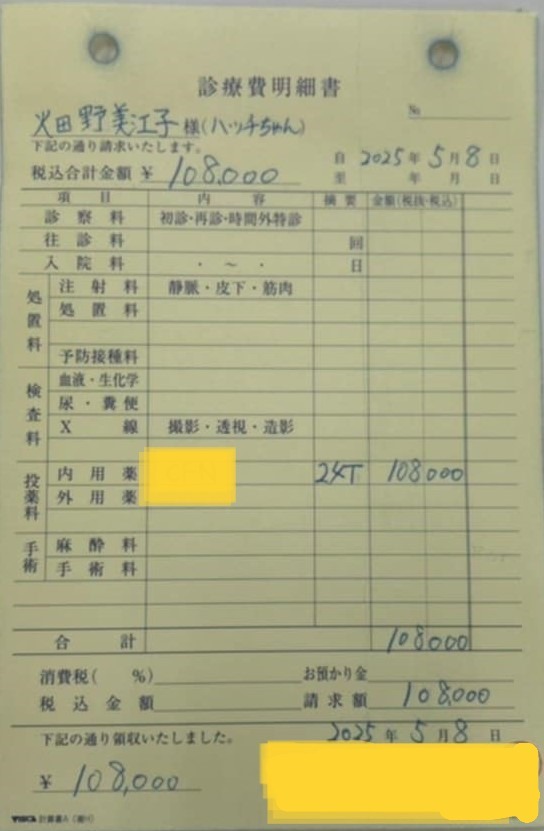 診療費明細書
№
畑野美江子様(ハッチちゃん)
下記の通り請求いたします。
自 2025年5月8日
税込合計金額 ¥108,000
至 年 月 日
項目 内容 摘要 金額(税抜・税込)
診察料 初診・再診・時間外特診
往診料 回
入院料 ・ ~ ・ 日
処置料
注射料 静脈・皮下・筋肉
処置料
予防接種料
検査料
血液・生化学
尿・糞便
X線 撮影・透視・造影
投薬料
内用薬 24T 108000
外用薬
手術
麻酔料
手術料
合計 108000
消費税( %) お預かり金
税込金額 請求額 108,000
下記の通り領収いたしました。 2025年5月8日
¥108,000